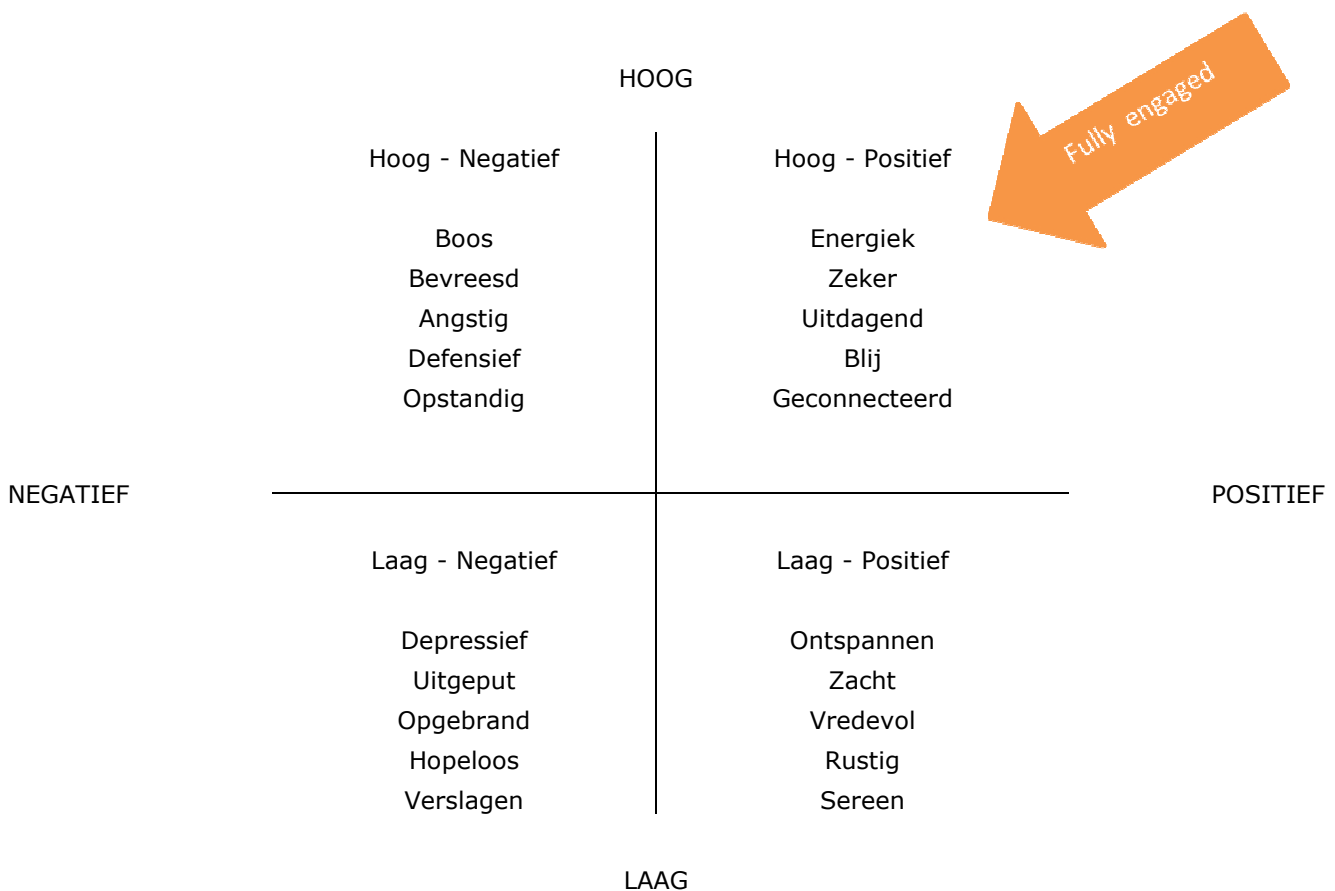 HOOG
Fully engaged
Hoog - Negatief
Hoog - Positief
Boos
Energiek
Bevreesd
Zeker
Angstig
Uitdagend
Defensief
Blij
Opstandig
Geconnecteerd
NEGATIEF
POSITIEF
Laag - Negatief
Laag - Positief
Depressief
Ontspannen
Uitgeput
Zacht
Opgebrand
Vredevol
Hopeloos
Rustig
Verslagen
Sereen
LAAG